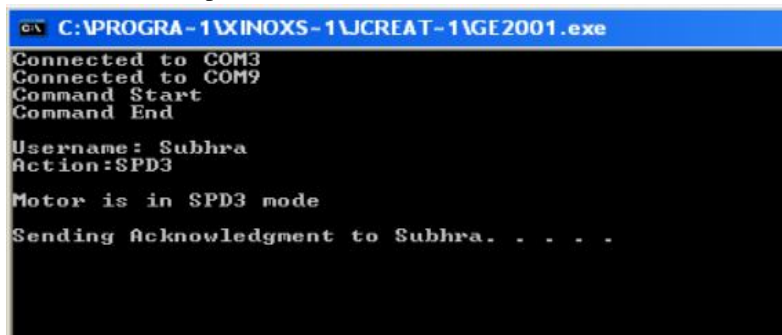 C:\PROGRA~1\XINOXS~1\JCREAT~1\GE2001.exe
Connected to COM3
Connected to COM9
Command Start
Command End
Username: Subhra
Action:SPD3
Motor is in SPD3 mode
Sending Acknowledgment to Subhra. . . . .